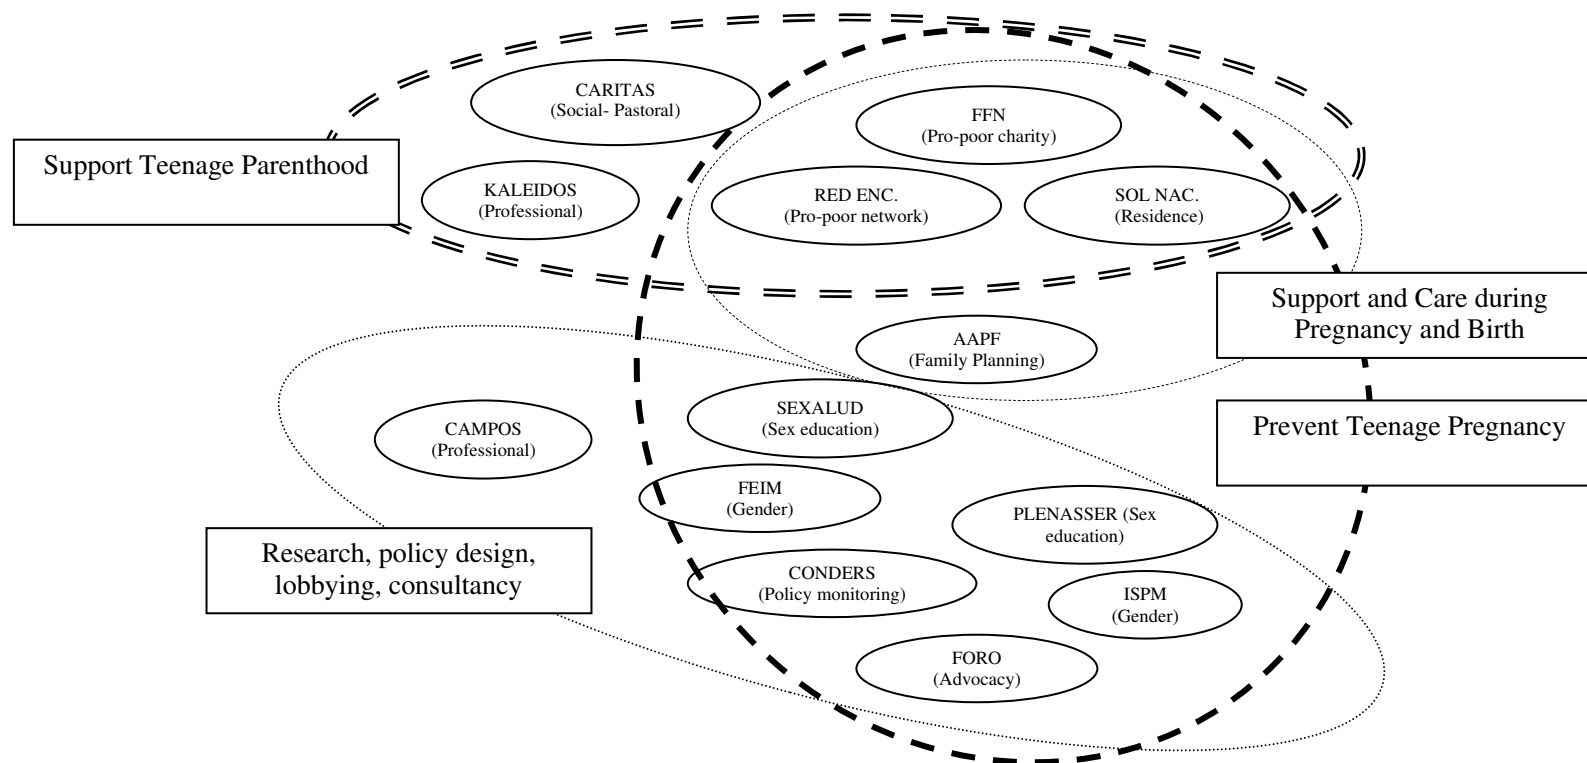 CARITAS
(Social- Pastoral)
FFN
(Pro-poor charity)
Support Teenage Parenthood
KALEIDOS
(Professional)
RED ENC.
(Pro-poor network)
SOL NAC.
(Residence)
Support and Care during
Pregnancy and Birth
AAPF
(Family Planning)
SEXALUD
(Sex education)
Prevent Teenage Pregnancy
CAMPOS
(Professional)
FEIM
(Gender)
PLENASSER (Sex
education)
Research, policy design,
lobbying, consultancy
CONDERS
(Policy monitoring)
ISPM
(Gender)
FORO
(Advocacy)